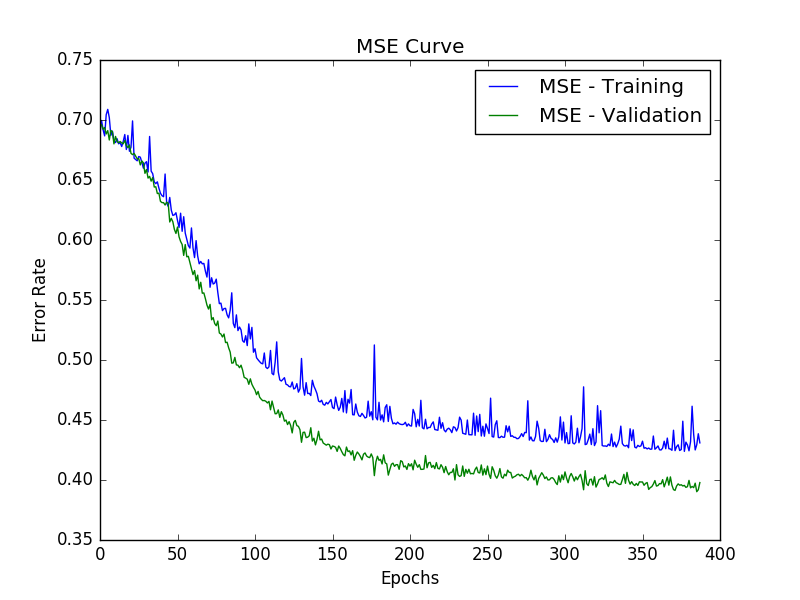 MSE Curve
MSE - Training
MSE - Validation
0.75
0.70
0.65
0.60
0.55
0.50
0.45
0.40
0.35
Error Rate
0 50 100 150 200 250 300 350 400
Epochs